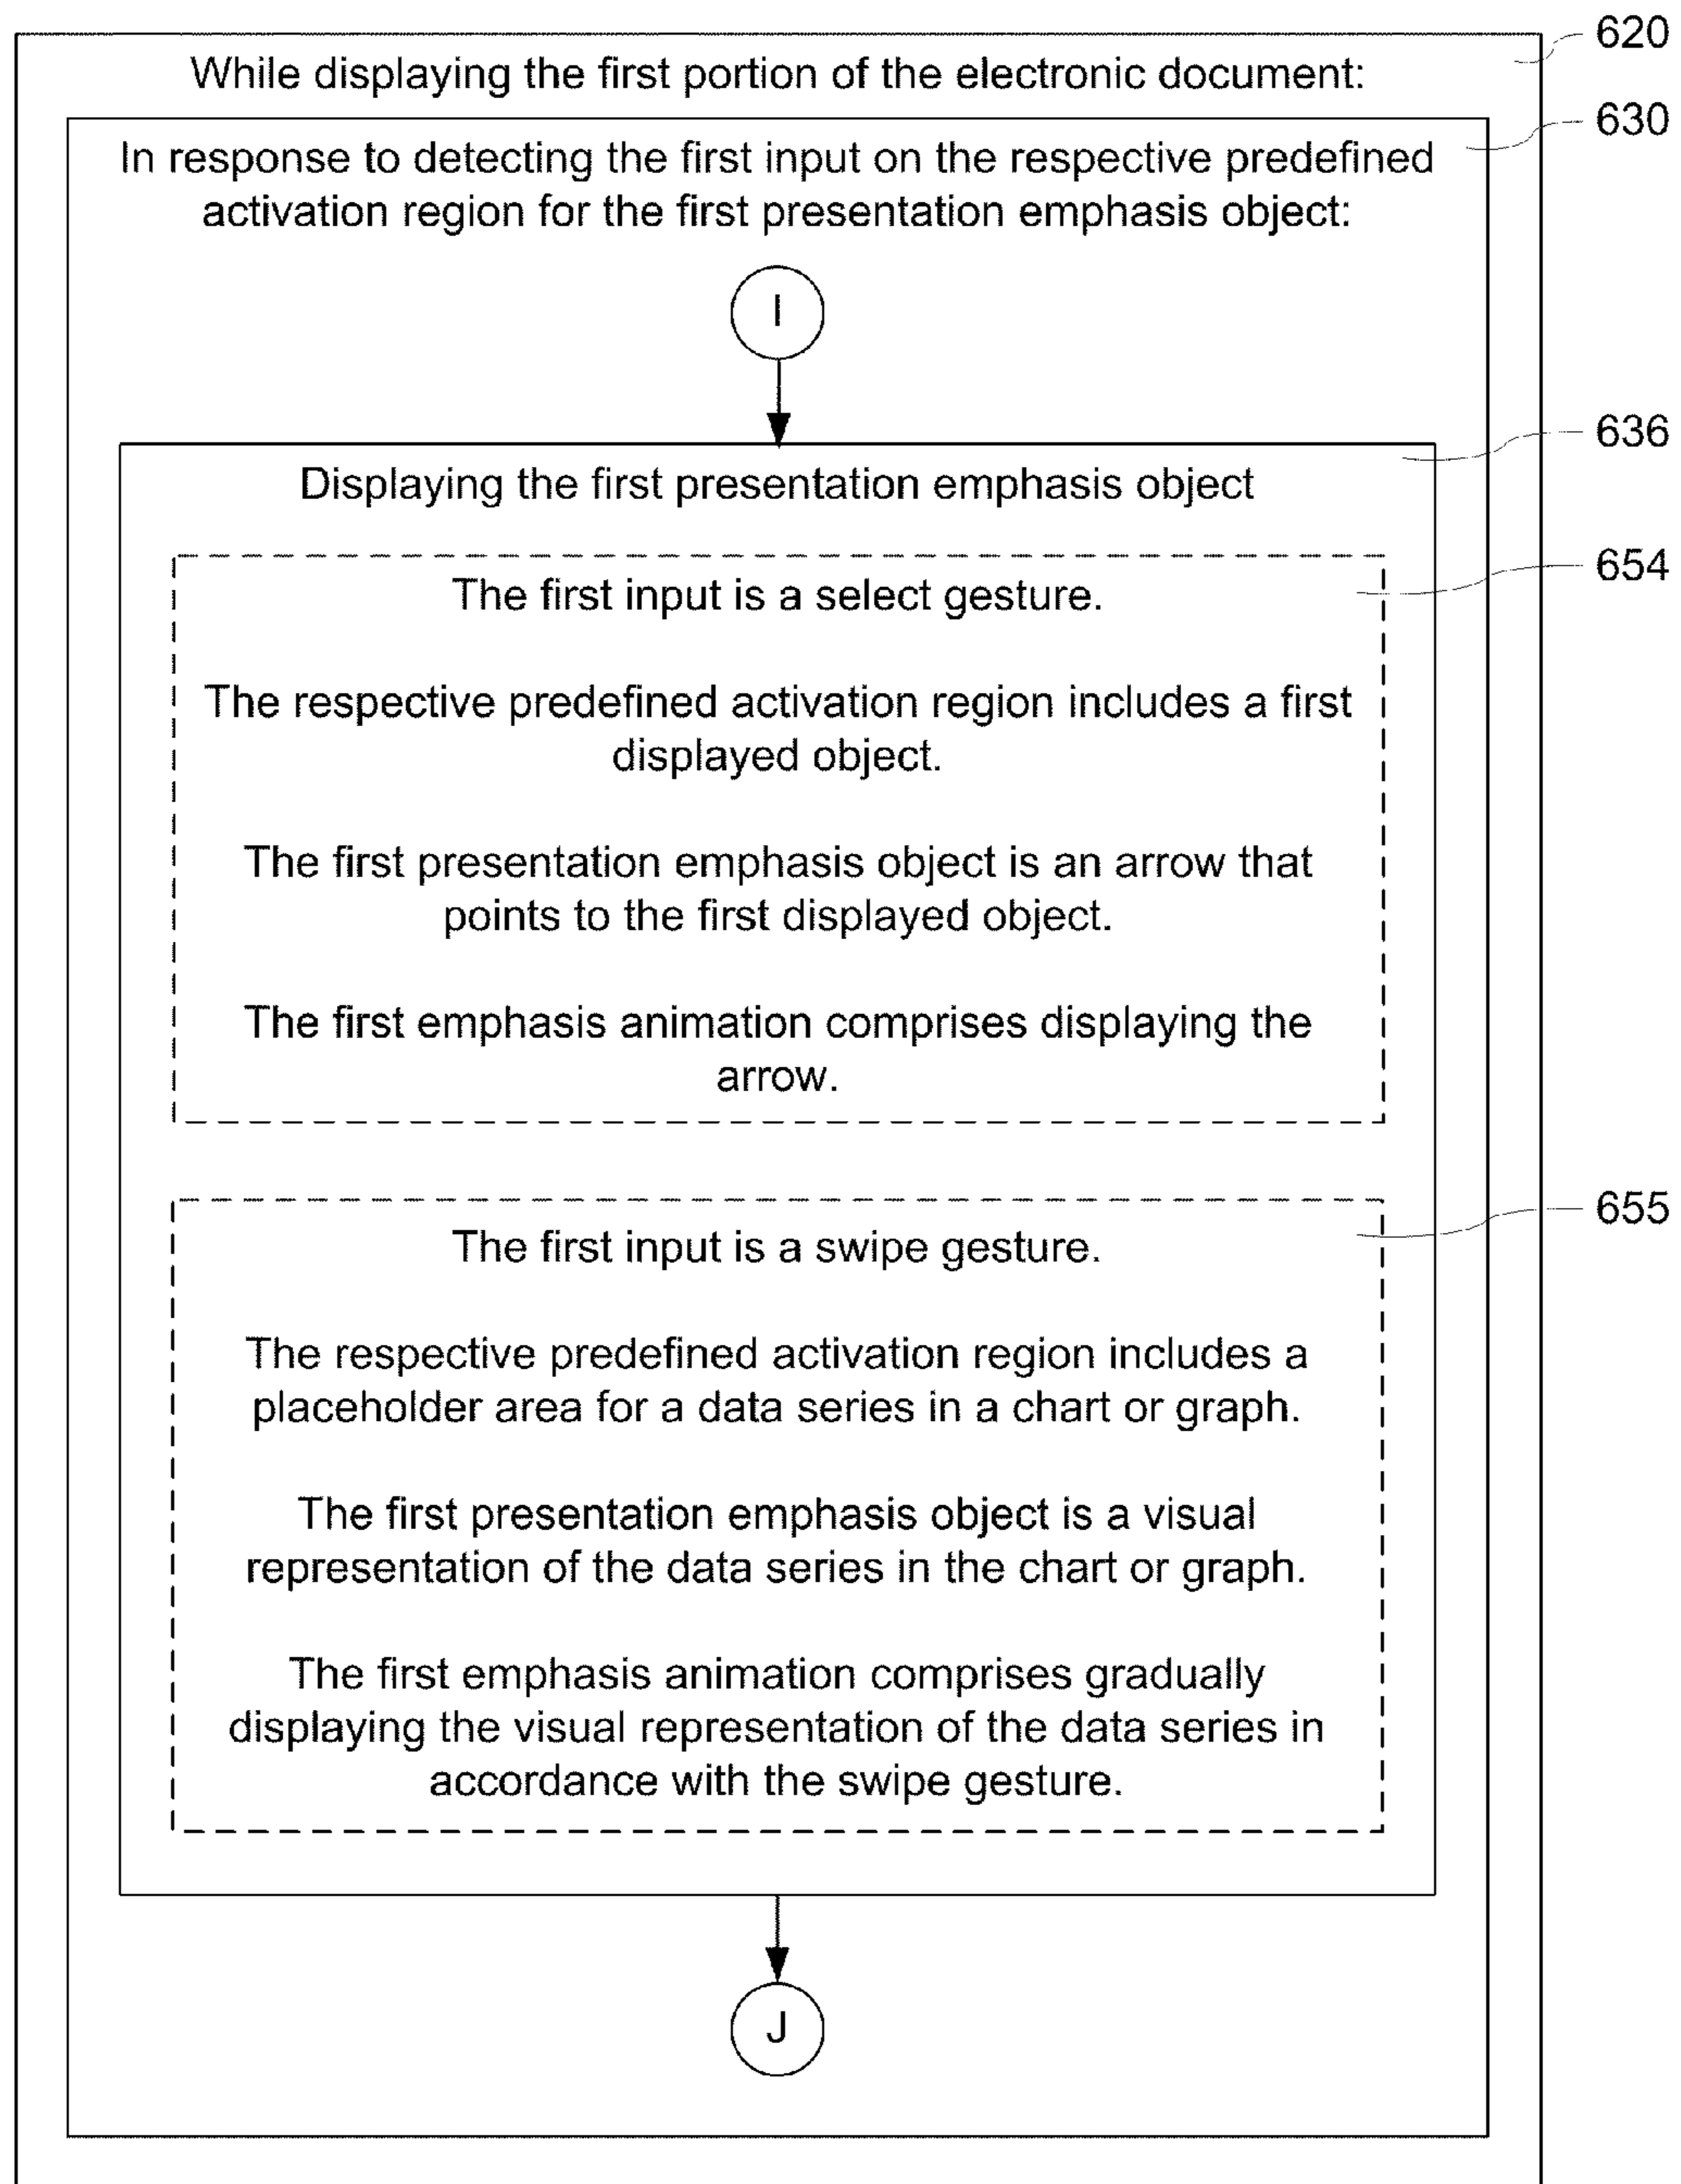 620
While displaying the first portion of the electronic document:
630
In response to detecting the first input on the respective predefined
activation region for the first presentation emphasis object:
I
636
Displaying the first presentation emphasis object
654
The first input is a select gesture.
The respective predefined activation region includes a first
displayed object.
The first presentation emphasis object is an arrow that
points to the first displayed object.
The first emphasis animation comprises displaying the
arrow.
655
The first input is a swipe gesture.
The respective predefined activation region includes a
placeholder area for a data series in a chart or graph.
The first presentation emphasis object is a visual
representation of the data series in the chart or graph.
The first emphasis animation comprises gradually
displaying the visual representation of the data series in
accordance with the swipe gesture.
J